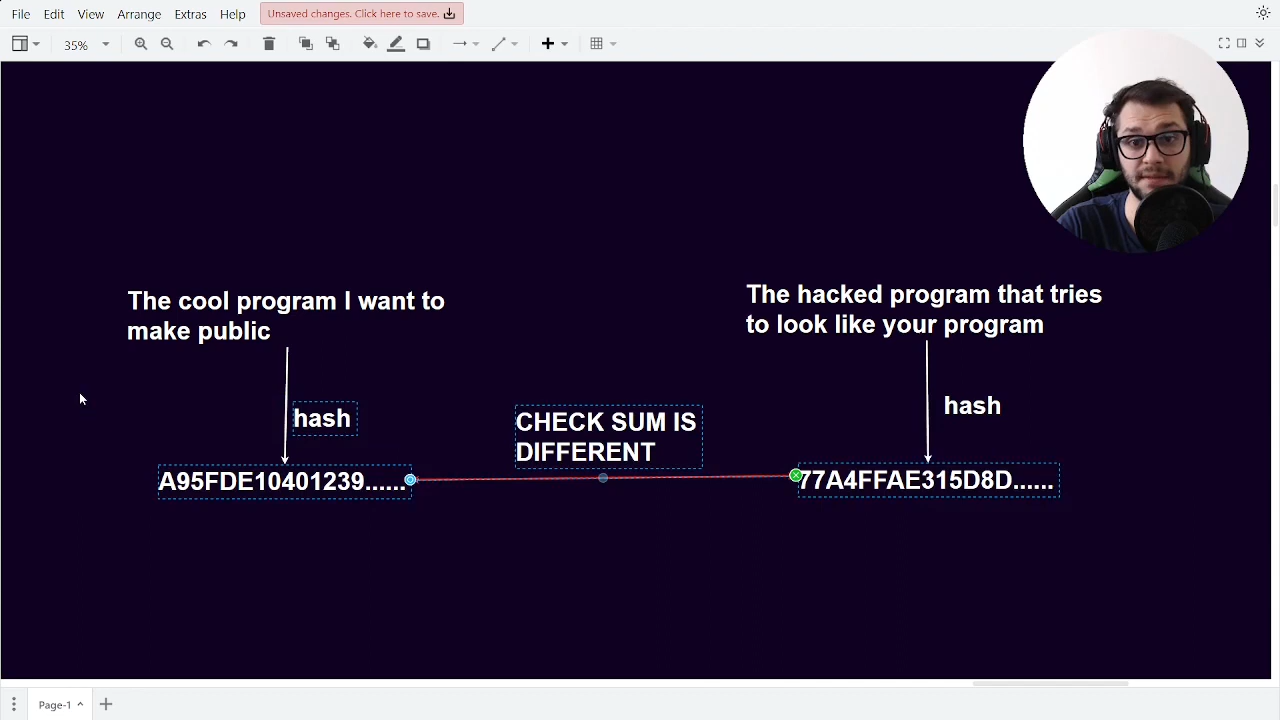 File Edit View Arrange Extras Help Unsaved changes. Click here to save.
35%
The cool program I want to
make public
The hacked program that tries
to look like your program
hash
hash
CHECK SUM IS
DIFFERENT
A95FDE10401239......
77A4FFAE315D8D......
Page-1